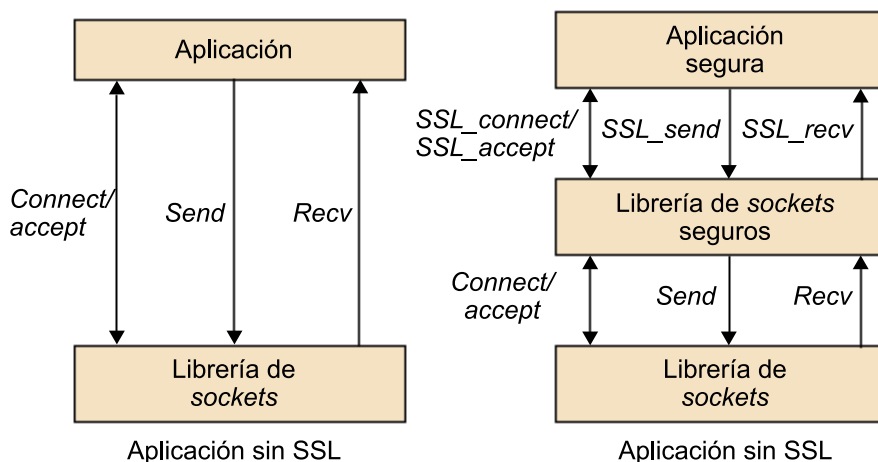 Aplicación
Connect/
accept
Send
Recv
Librería de
sockets
Aplicación sin SSL
Aplicación
segura
SSL_connect/
SSL_accept
SSL_send
SSL_recv
Librería de sockets
seguros
Connect/
accept
Send
Recv
Librería de
sockets
Aplicación sin SSL